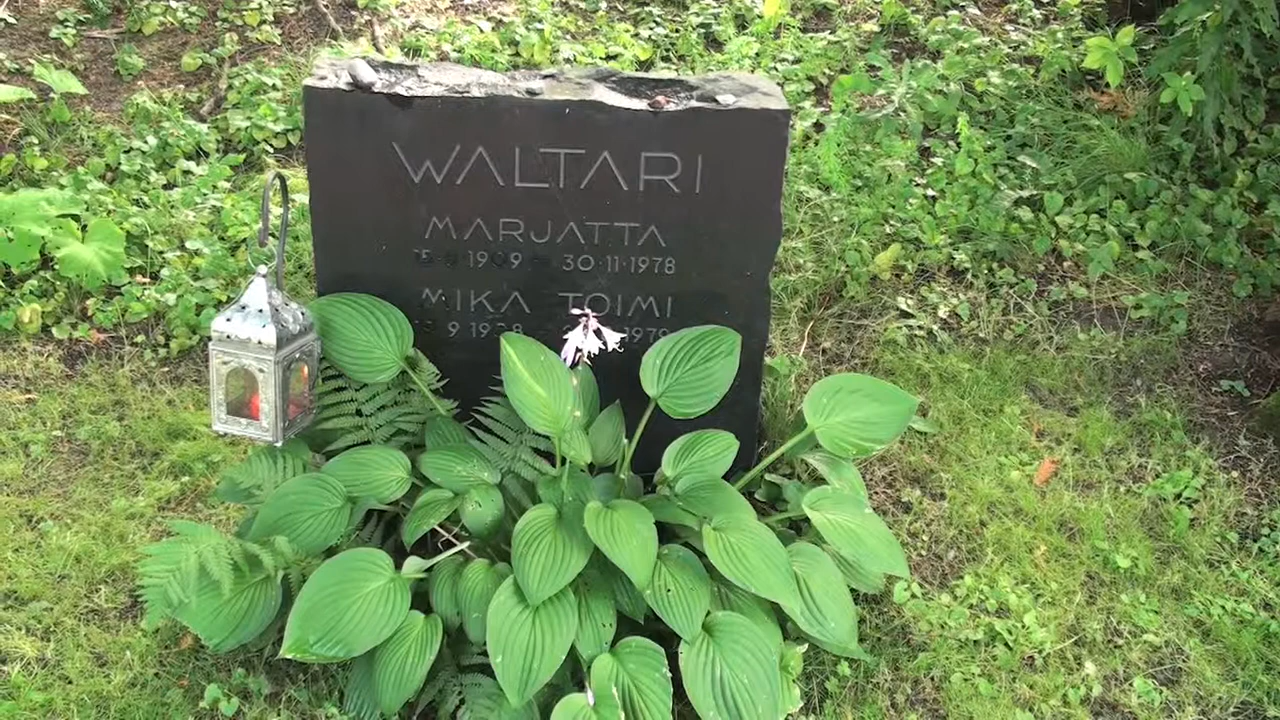 WALTARI
MARJATTA
1909 - 30·11·1978
MIKA TOIMI
9 1908 - 1979